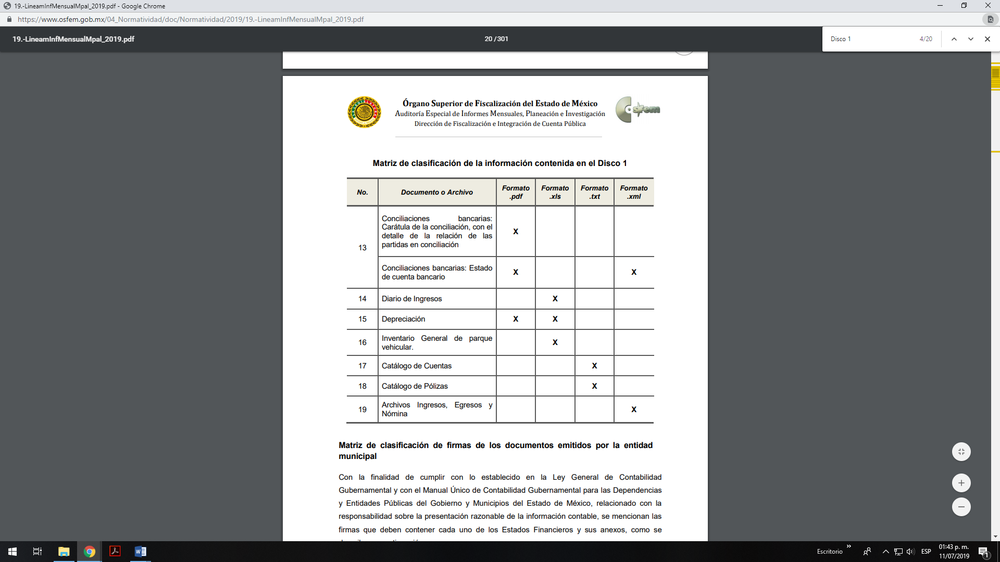 19.-LineamInfMensualMpal_2019.pdf - Google Chrome
https://www.osfem.gob.mx/04_Normatividad/doc/Normatividad/2019/19.-LineamInfMensualMpal_2019.pdf
19.-LineamInfMensualMpal_2019.pdf
20 / 301
Disco 1
4/20
Órgano Superior de Fiscalización del Estado de México
Auditoría Especial de Informes Mensuales, Planeación e Investigación
Dirección de Fiscalización e Integración de Cuenta Pública
osfem
Matriz de clasificación de la información contenida en el Disco 1
No. Documento o Archivo Formato .pdf Formato .xls Formato .txt Formato .xml
13
Conciliaciones bancarias:
Carátula de la conciliación, con el
detalle de la relación de las
partidas en conciliación
X
Conciliaciones bancarias: Estado
de cuenta bancario
X X
14 Diario de Ingresos X
15 Depreciación X X
16 Inventario General de parque
vehicular.
X
17 Catálogo de Cuentas X
18 Catálogo de Pólizas X
19 Archivos Ingresos, Egresos y
Nómina
X
Matriz de clasificación de firmas de los documentos emitidos por la entidad
municipal
Con la finalidad de cumplir con lo establecido en la Ley General de Contabilidad
Gubernamental y con el Manual Único de Contabilidad Gubernamental para las Dependencias
y Entidades Públicas del Gobierno y Municipios del Estado de México, relacionado con la
responsabilidad sobre la presentación razonable de la información contable, se mencionan las
firmas que deben contener cada uno de los Estados Financieros y sus anexos, como se
Escritorio
ESP
01:43 p. m.
11/07/2019
1